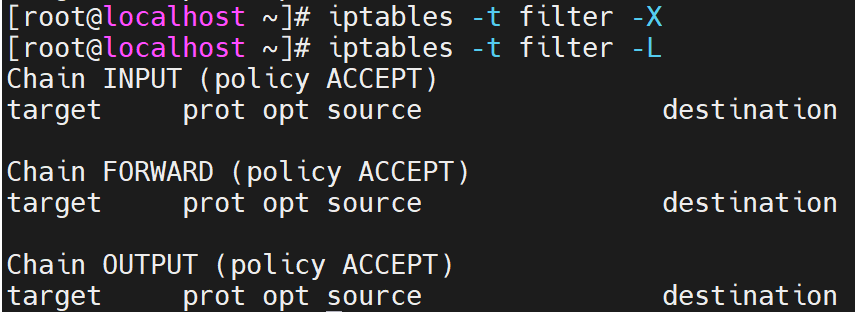 [root@localhost ~]# iptables -t filter -X
[root@localhost ~]# iptables -t filter -L
Chain INPUT (policy ACCEPT)
target     prot opt source               destination

Chain FORWARD (policy ACCEPT)
target     prot opt source               destination

Chain OUTPUT (policy ACCEPT)
target     prot opt source               destination